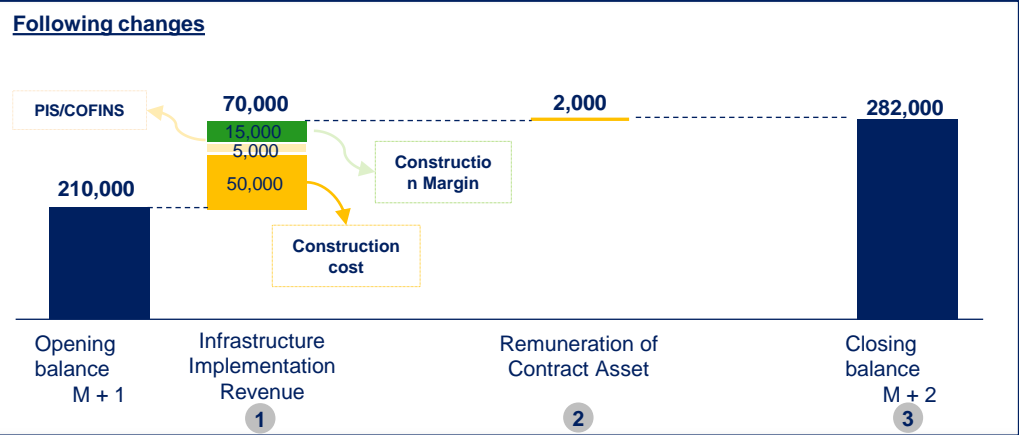 Following changes
PIS/COFINS
70,000
15,000
5,000
50,000
2,000
282,000
210,000
Constructio
n Margin
Construction
cost
Opening
balance
M + 1
Infrastructure
Implementation
Revenue
1
Remuneration of
Contract Asset
2
Closing
balance
M + 2
3